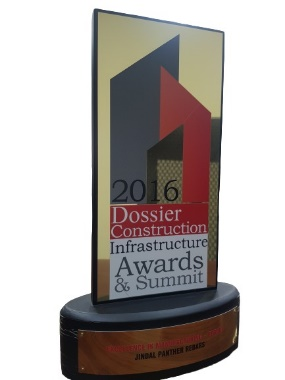 2016
Dossier
Construction
Infrastructure
Awards
& Summit
JINDAL PANTHER REBARS